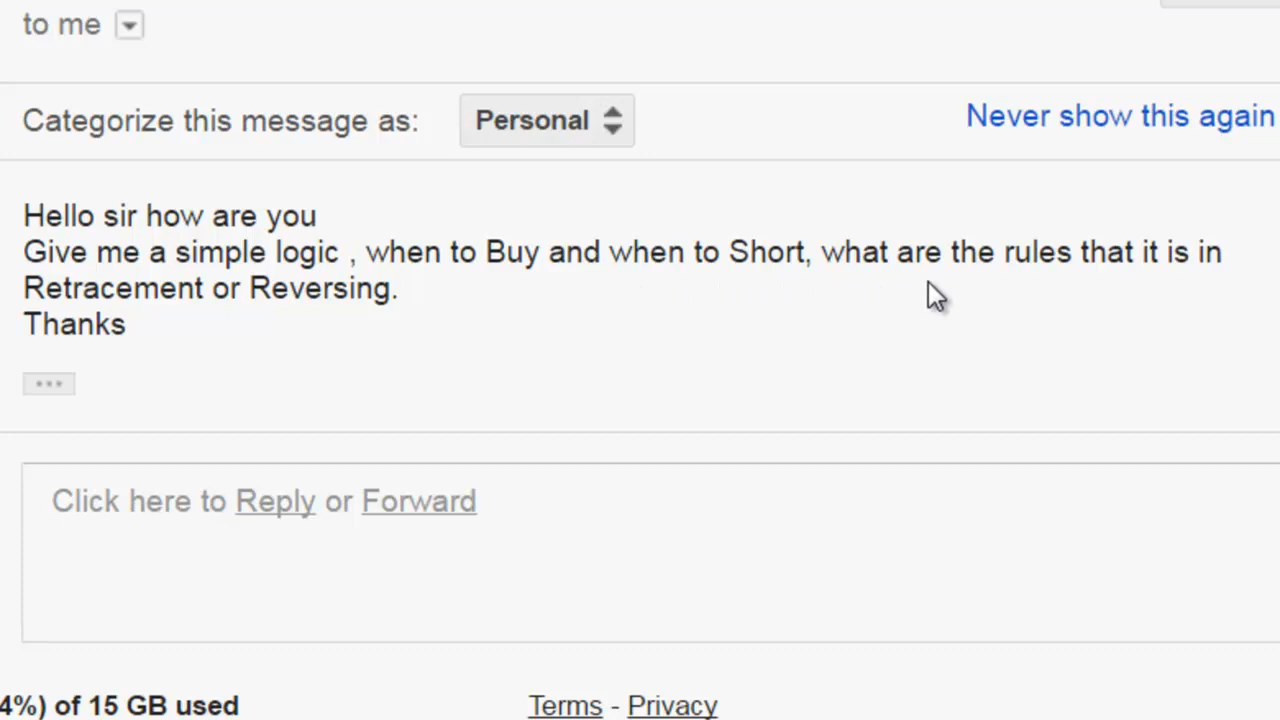 to me
Categorize this message as: Personal Never show this again
Hello sir how are you
Give me a simple logic , when to Buy and when to Short, what are the rules that it is in
Retracement or Reversing.
Thanks
Click here to Reply or Forward
4%) of 15 GB used Terms - Privacy